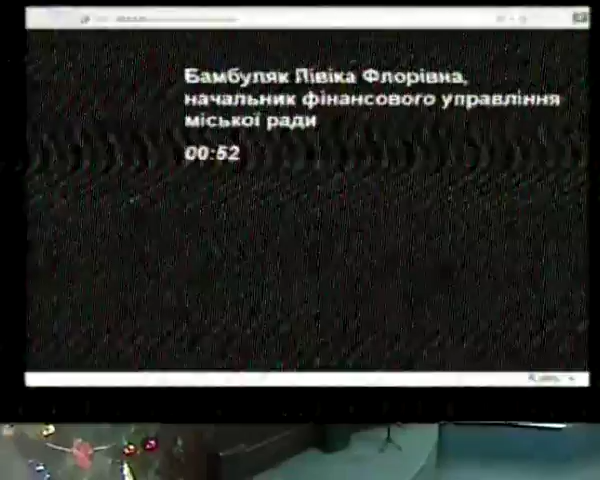 Бамбуляк Лівіка Флорівна,
начальник фінансового управління
міської ради
00:52